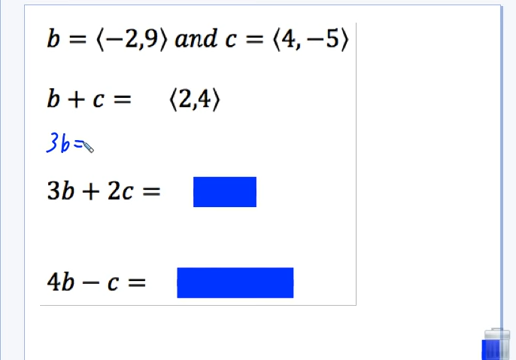 b = ⟨−2,9⟩ and c = ⟨4, −5⟩
b + c = ⟨2,4⟩
3b=
3b + 2c =
4b − c =